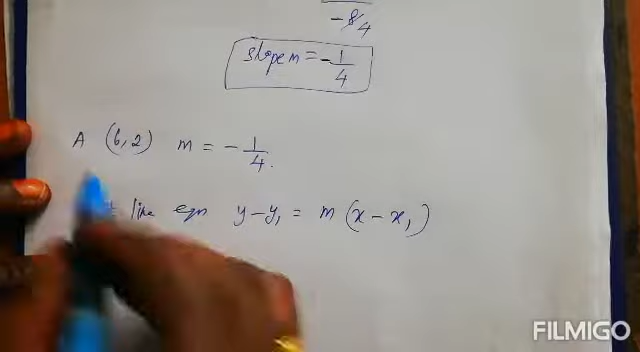 -8/4
slope m = -1/4
A (6,2) m = -1/4.
line eqn y-y₁ = m(x-x₁)
FILMIGO